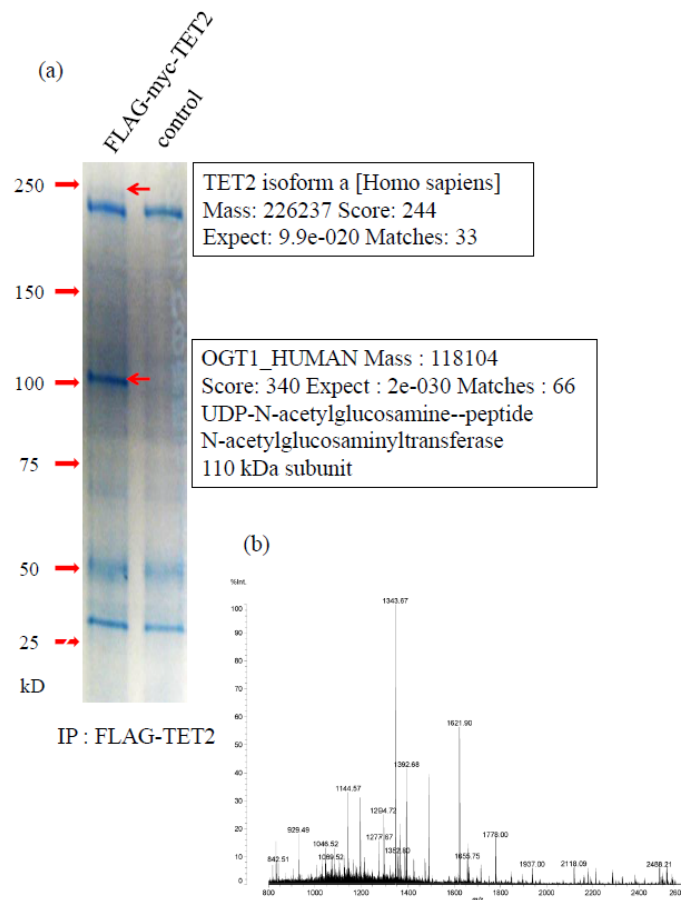 (a)
FLAG-myc-TET2
control
250
150
100
75
50
25
kD
TET2 isoform a [Homo sapiens]
Mass: 226237 Score: 244
Expect: 9.9e-020 Matches: 33
OGT1_HUMAN Mass : 118104
Score: 340 Expect : 2e-030 Matches : 66
UDP-N-acetylglucosamine--peptide
N-acetylglucosaminyltransferase
110 kDa subunit
IP : FLAG-TET2
(b)
%Int.
100
90
80
70
60
50
40
30
20
10
0
1343.67
1621.90
1392.68
1144.57
1294.72
929.49
1277.67
1778.00
1046.52
1352.80
1655.75
842.51
1069.52
1937.00
2118.09
2488.21
800
1000
1200
1400
1600
1800
2000
2200
2400
m/z